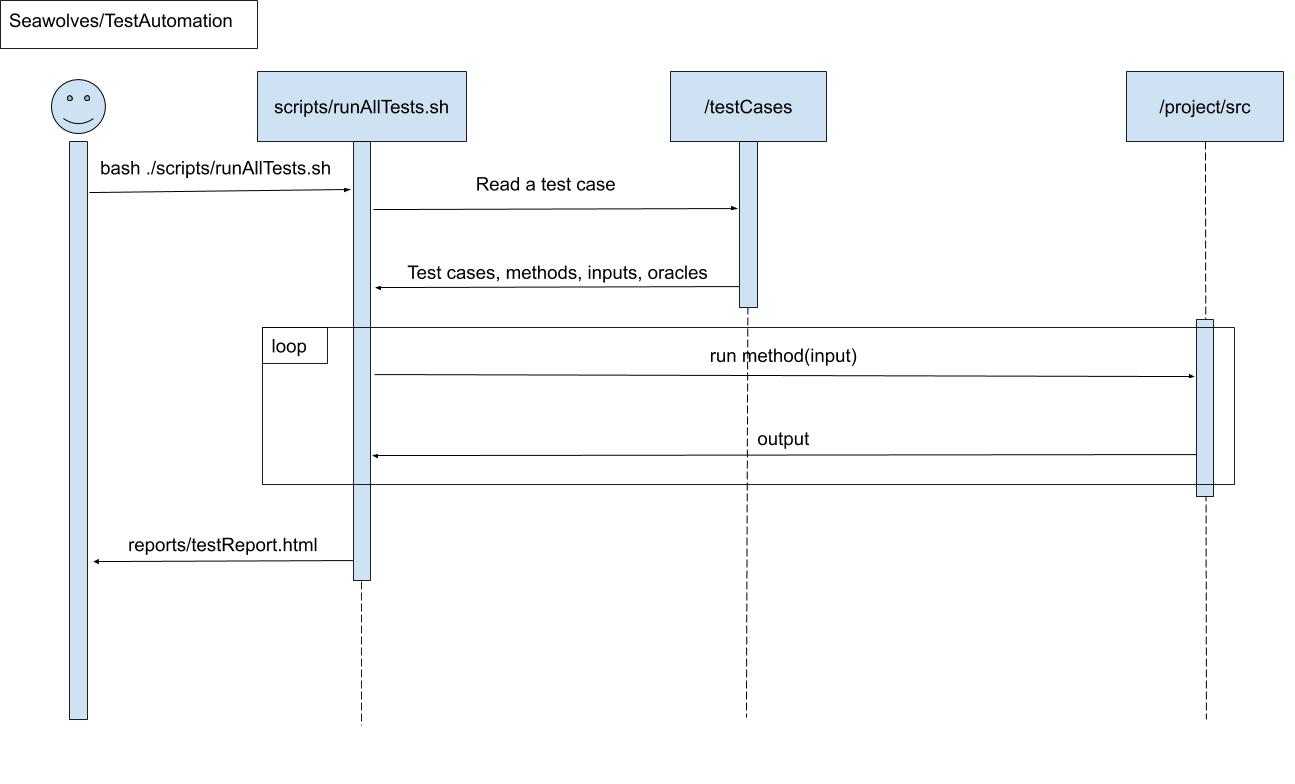 Seawolves/TestAutomation
scripts/runAllTests.sh
/testCases
/project/src
bash ./scripts/runAllTests.sh
Read a test case
Test cases, methods, inputs, oracles
loop
run method(input)
output
reports/testReport.html